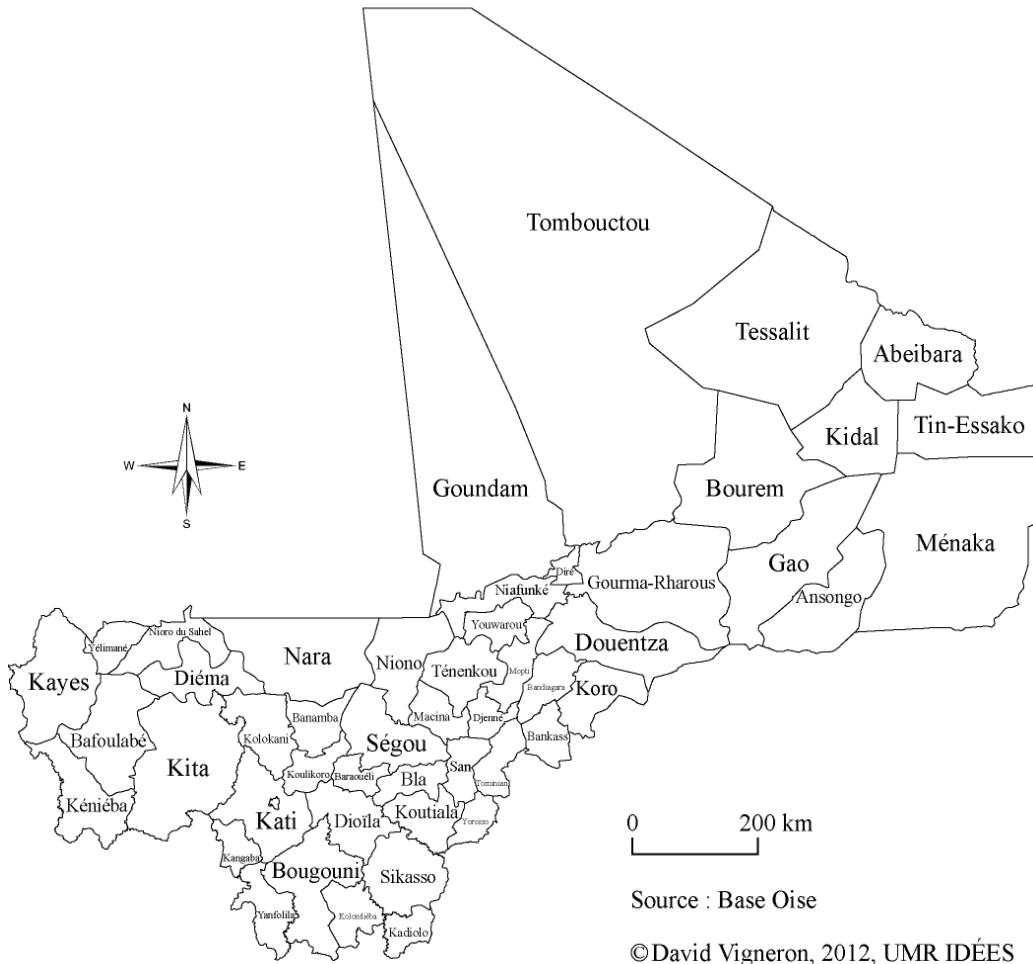 Tombouctou
Tessalit
Abeibara
N
W E
S
Kidal
Tin-Essako
Goundam
Bourem
Ménaka
Gao
Diré
Gourma-Rharous
Niafunké
Ansongo
Youwarou
Nioro du Sahel
Yélimané
Douentza
Nara
Niono
Ténenkou
Mopti
Kayes
Diéma
Bandiagara
Koro
Banamba
Macina
Djenné
Kolokani
Bafoulabé
Ségou
Bankass
Kita
San
Koulikoro
Baraouéli
Bla
Tominian
Kéniéba
Koutiala
Kati
Dioïla
Yorosso
0 200 km
Kangaba
Bougouni
Sikasso
Source : Base Oise
Yanfolila
Kolondiéba
Kadiolo
©David Vigneron, 2012, UMR IDÉES